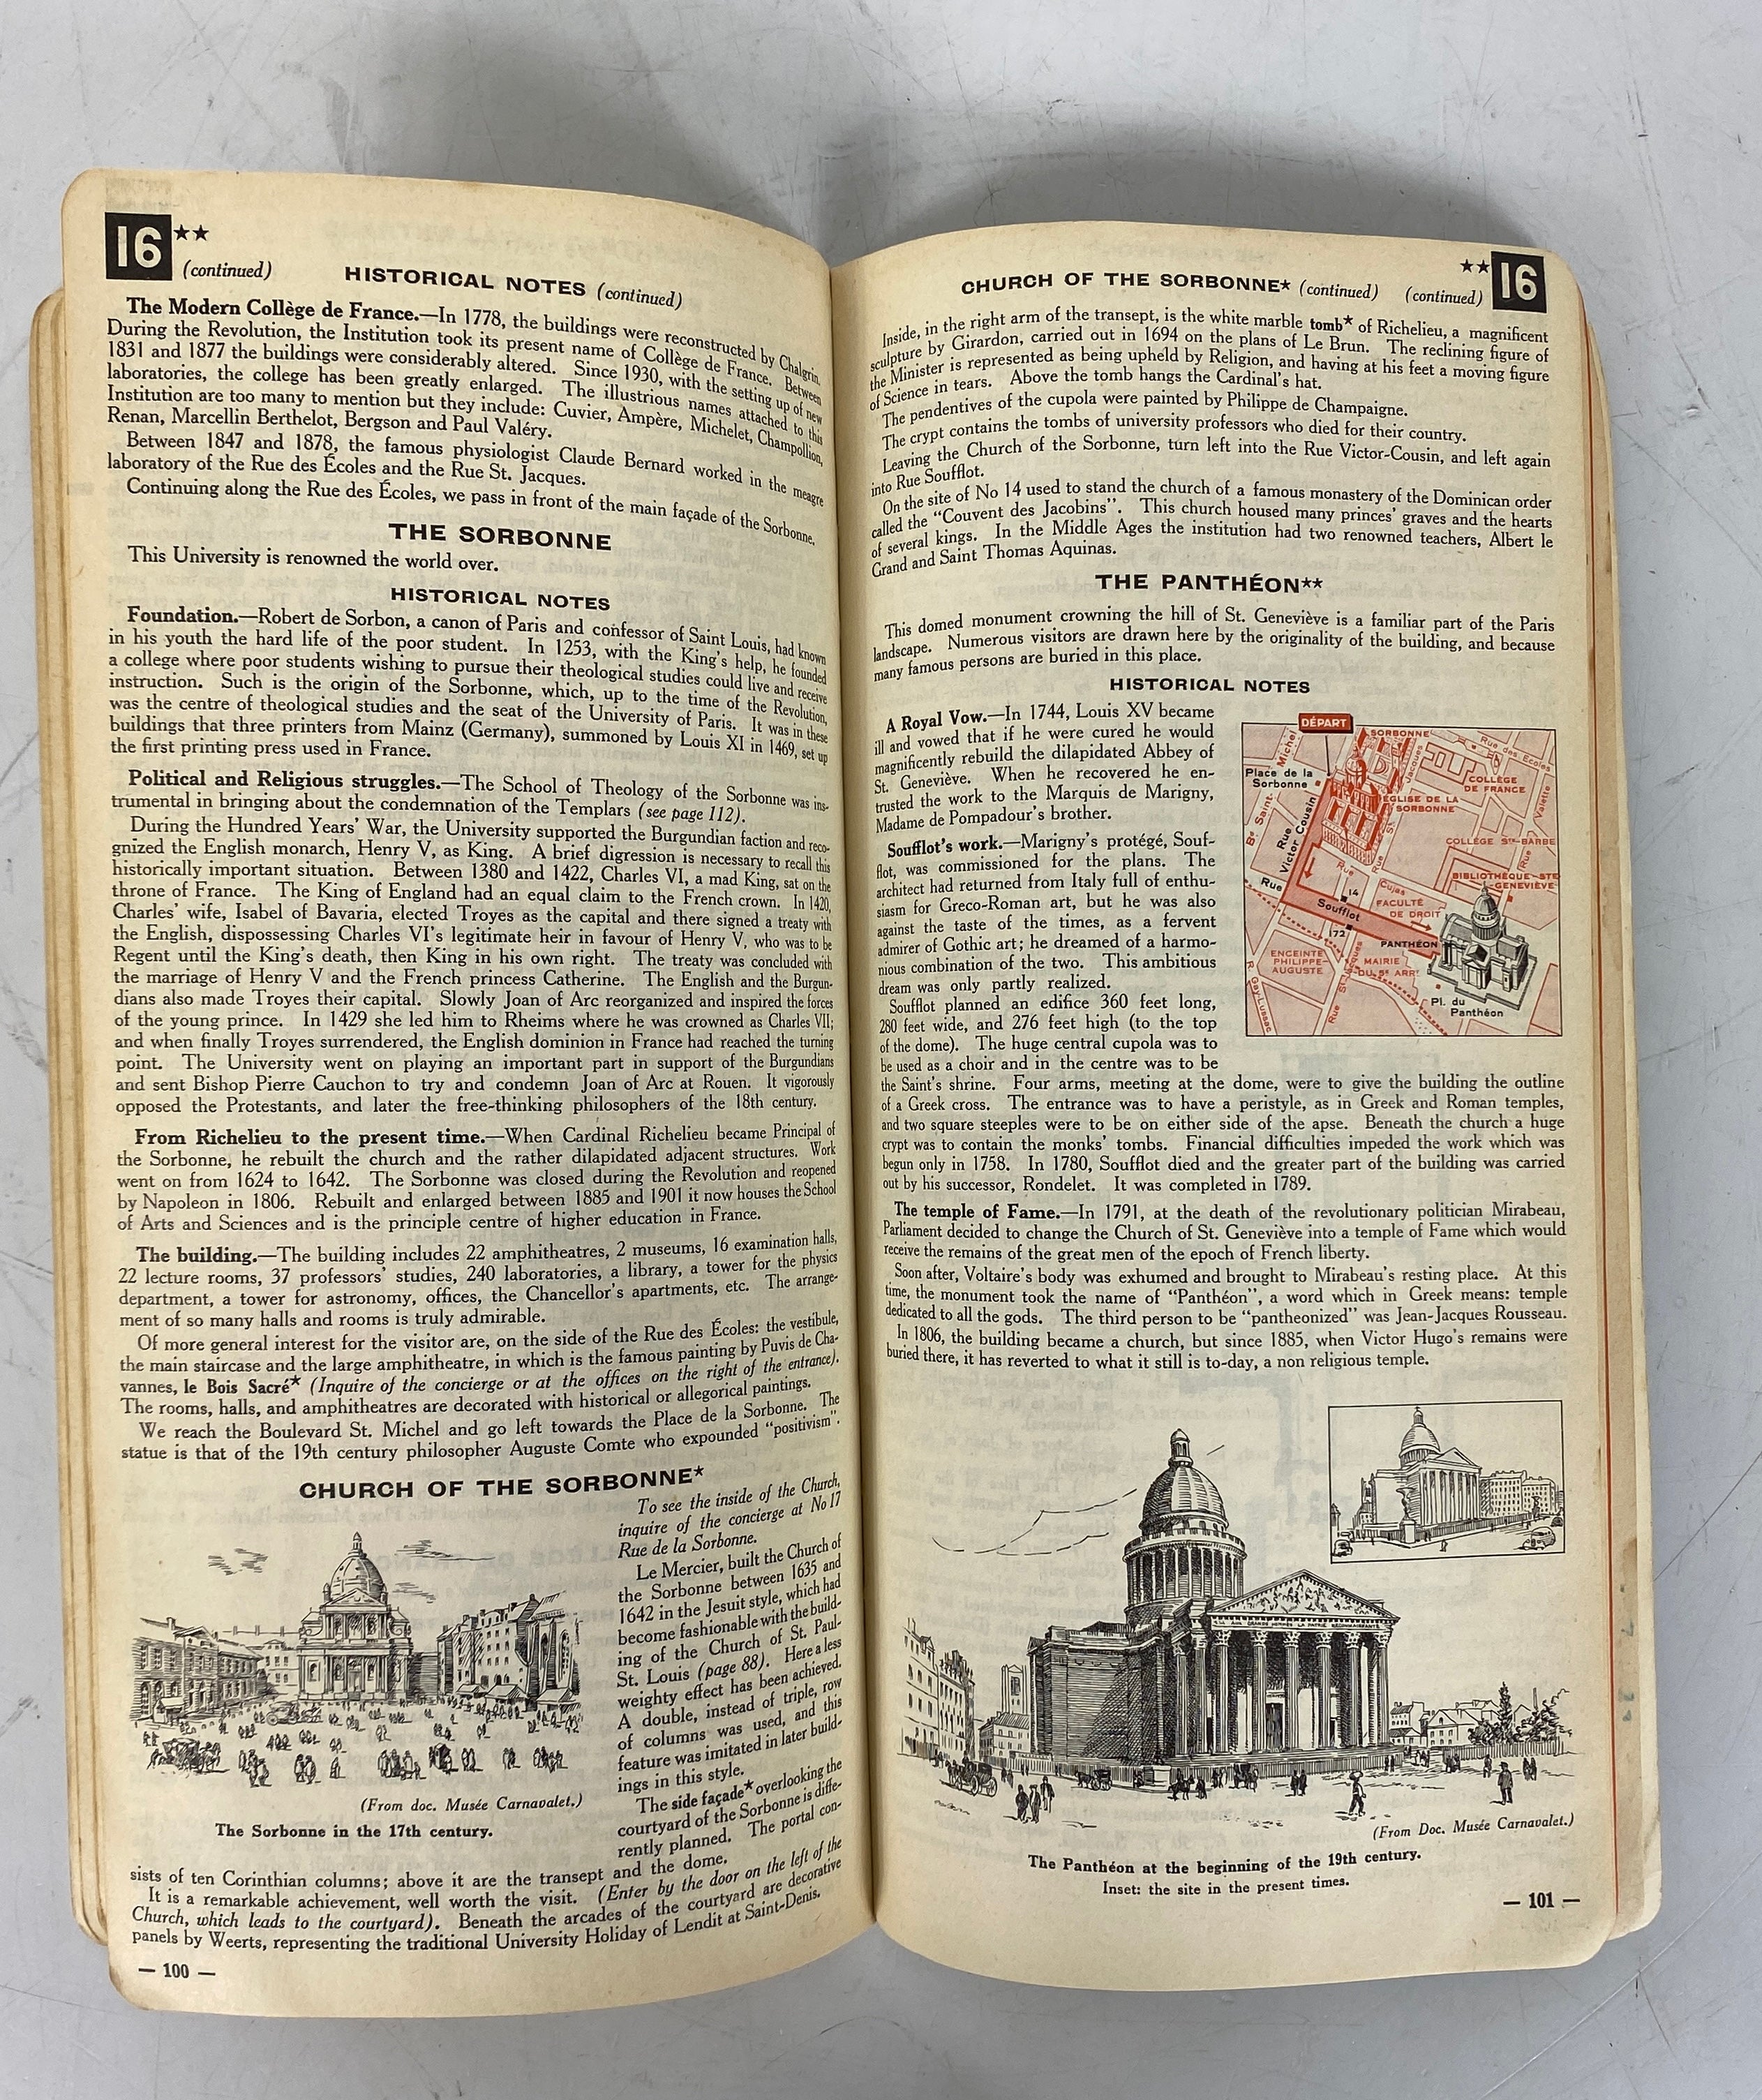 16 ★★
(continued)
HISTORICAL NOTES (continued)
The Modern Collège de France.—In 1778, the buildings were reconstructed by Chalgrin.
During the Revolution, the Institution took its present name of Collège de France. Between
1831 and 1877 the buildings were considerably altered. Since 1930, with the setting up of new
laboratories, the college has been greatly enlarged. The illustrious names attached to this
Institution are too many to mention but they include: Cuvier, Ampère, Michelet, Champollion,
Renan, Marcellin Berthelot, Bergson and Paul Valéry.
Between 1847 and 1878, the famous physiologist Claude Bernard worked in the meagre
laboratory of the Rue des Écoles and the Rue St. Jacques.
Continuing along the Rue des Écoles, we pass in front of the main façade of the Sorbonne.
THE SORBONNE
This University is renowned the world over.
HISTORICAL NOTES
Foundation.—Robert de Sorbon, a canon of Paris and confessor of Saint Louis, had known
in his youth the hard life of the poor student. In 1253, with the King's help, he founded
a college where poor students wishing to pursue their theological studies could live and receive
instruction. Such is the origin of the Sorbonne, which, up to the time of the Revolution,
was the centre of theological studies and the seat of the University of Paris. It was in these
buildings that three printers from Mainz (Germany), summoned by Louis XI in 1469, set up
the first printing press used in France.
Political and Religious struggles.—The School of Theology of the Sorbonne was ins-
trumental in bringing about the condemnation of the Templars (see page 112).
During the Hundred Years' War, the University supported the Burgundian faction and reco-
gnized the English monarch, Henry V, as King. A brief digression is necessary to recall this
historically important situation. Between 1380 and 1422, Charles VI, a mad King, sat on the
throne of France. The King of England had an equal claim to the French crown. In 1420,
Charles' wife, Isabel of Bavaria, elected Troyes as the capital and there signed a treaty with
the English, dispossessing Charles VI's legitimate heir in favour of Henry V, who was to be
Regent until the King's death, then King in his own right. The treaty was concluded with
the marriage of Henry V and the French princess Catherine. The English and the Burgun-
dians also made Troyes their capital. Slowly Joan of Arc reorganized and inspired the forces
of the young prince. In 1429 she led him to Rheims where he was crowned as Charles VII;
and when finally Troyes surrendered, the English dominion in France had reached the turning
point. The University went on playing an important part in support of the Burgundians
and sent Bishop Pierre Cauchon to try and condemn Joan of Arc at Rouen. It vigorously
opposed the Protestants, and later the free-thinking philosophers of the 18th century.
From Richelieu to the present time.—When Cardinal Richelieu became Principal of
the Sorbonne, he rebuilt the church and the rather dilapidated adjacent structures. Work
went on from 1624 to 1642. The Sorbonne was closed during the Revolution and reopened
by Napoleon in 1806. Rebuilt and enlarged between 1885 and 1901 it now houses the School
of Arts and Sciences and is the principle centre of higher education in France.
The building.—The building includes 22 amphitheatres, 2 museums, 16 examination halls,
22 lecture rooms, 37 professors' studies, 240 laboratories, a library, a tower for the physics
department, a tower for astronomy, offices, the Chancellor's apartments, etc. The arrange-
ment of so many halls and rooms is truly admirable.
Of more general interest for the visitor are, on the side of the Rue des Écoles: the vestibule,
the main staircase and the large amphitheatre, in which is the famous painting by Puvis de Cha-
vannes, le Bois Sacré★ (Inquire of the concierge or at the offices on the right of the entrance).
The rooms, halls, and amphitheatres are decorated with historical or allegorical paintings.
We reach the Boulevard St. Michel and go left towards the Place de la Sorbonne. The
statue is that of the 19th century philosopher Auguste Comte who expounded "positivism".
CHURCH OF THE SORBONNE★
To see the inside of the Church,
inquire of the concierge at No 17
Rue de la Sorbonne.
Le Mercier, built the Church of
the Sorbonne between 1635 and
1642 in the Jesuit style, which had
become fashionable with the build-
ing of the Church of St. Paul-
St. Louis (page 88). Here a less
weighty effect has been achieved.
A double, instead of triple, row
of columns was used, and this
feature was imitated in later build-
ings in this style.
The side façade★ overlooking the
courtyard of the Sorbonne is diffe-
rently planned. The portal con-
(From doc. Musée Carnavalet.)
The Sorbonne in the 17th century.
sists of ten Corinthian columns; above it are the transept and the dome.
It is a remarkable achievement, well worth the visit. (Enter by the door on the left of the
Church, which leads to the courtyard). Beneath the arcades of the courtyard are decorative
panels by Weerts, representing the traditional University Holiday of Lendit at Saint-Denis.
— 100 —
★★ 16
CHURCH OF THE SORBONNE★ (continued) (continued)
Inside, in the right arm of the transept, is the white marble tomb★ of Richelieu, a magnificent
sculpture by Girardon, carried out in 1694 on the plans of Le Brun. The reclining figure of
the Minister is represented as being upheld by Religion, and having at his feet a moving figure
of Science in tears. Above the tomb hangs the Cardinal's hat.
The pendentives of the cupola were painted by Philippe de Champaigne.
The crypt contains the tombs of university professors who died for their country.
Leaving the Church of the Sorbonne, turn left into the Rue Victor-Cousin, and left again
into Rue Soufflot.
On the site of No 14 used to stand the church of a famous monastery of the Dominican order
called the "Couvent des Jacobins". This church housed many princes' graves and the hearts
of several kings. In the Middle Ages the institution had two renowned teachers, Albert le
Grand and Saint Thomas Aquinas.
THE PANTHÉON★★
This domed monument crowning the hill of St. Geneviève is a familiar part of the Paris
landscape. Numerous visitors are drawn here by the originality of the building, and because
many famous persons are buried in this place.
HISTORICAL NOTES
A Royal Vow.—In 1744, Louis XV became
ill and vowed that if he were cured he would
magnificently rebuild the dilapidated Abbey of
St. Geneviève. When he recovered he en-
trusted the work to the Marquis de Marigny,
Madame de Pompadour's brother.
Soufflot's work.—Marigny's protégé, Souf-
flot, was commissioned for the plans. The
architect had returned from Italy full of enthu-
siasm for Greco-Roman art, but he was also
against the taste of the times, as a fervent
admirer of Gothic art; he dreamed of a harmo-
nious combination of the two. This ambitious
dream was only partly realized.
Soufflot planned an edifice 360 feet long,
280 feet wide, and 276 feet high (to the top
of the dome). The huge central cupola was to
be used as a choir and in the centre was to be
DÉPART
SORBONNE
Rue des Ecoles
Michel
Place de la
Sorbonne
COLLÈGE
DE FRANCE
Jacques
Valette
ÉGLISE DE LA
SORBONNE
Bd Saint-
Rue
Victor Cousin
St
Rue
COLLÈGE STE-BARBE
Rue
BIBLIOTHÈQUE STE
GENEVIÈVE
Rue
Rue
Cujas
14
Soufflot
FACULTÉ
DE DROIT
172
PANTHÉON
ENCEINTE
PHILIPPE-
AUGUSTE
MAIRIE
DU 5e ARRt
R. Gay-Lussac
Rue
St Jacques
Pl. du
Panthéon
the Saint's shrine. Four arms, meeting at the dome, were to give the building the outline
of a Greek cross. The entrance was to have a peristyle, as in Greek and Roman temples,
and two square steeples were to be on either side of the apse. Beneath the church a huge
crypt was to contain the monks' tombs. Financial difficulties impeded the work which was
begun only in 1758. In 1780, Soufflot died and the greater part of the building was carried
out by his successor, Rondelet. It was completed in 1789.
The temple of Fame.—In 1791, at the death of the revolutionary politician Mirabeau,
Parliament decided to change the Church of St. Geneviève into a temple of Fame which would
receive the remains of the great men of the epoch of French liberty.
Soon after, Voltaire's body was exhumed and brought to Mirabeau's resting place. At this
time, the monument took the name of "Panthéon", a word which in Greek means: temple
dedicated to all the gods. The third person to be "pantheonized" was Jean-Jacques Rousseau.
In 1806, the building became a church, but since 1885, when Victor Hugo's remains were
buried there, it has reverted to what it still is to-day, a non religious temple.
(From Doc. Musée Carnavalet.)
The Panthéon at the beginning of the 19th century.
Inset: the site in the present times.
— 101 —